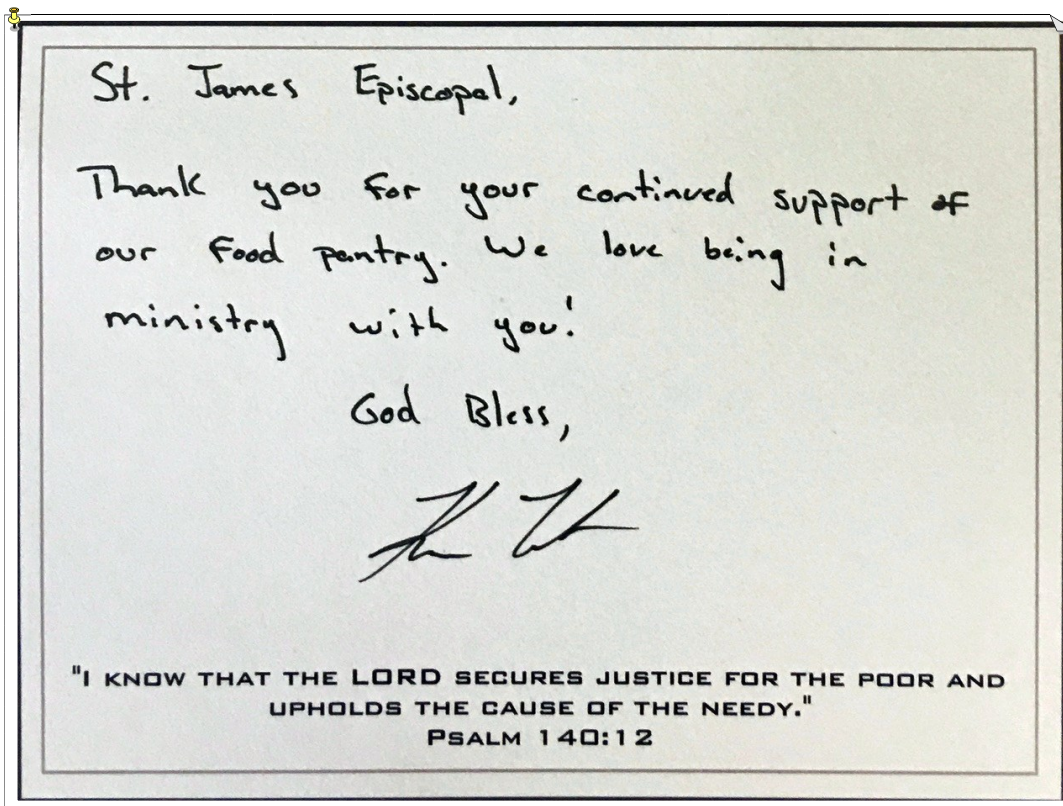 St. James Episcopal,
Thank you for your continued support of
our food pantry. We love being in
ministry with you!
God Bless,
"I KNOW THAT THE LORD SECURES JUSTICE FOR THE POOR AND
UPHOLDS THE CAUSE OF THE NEEDY."
PSALM 140:12